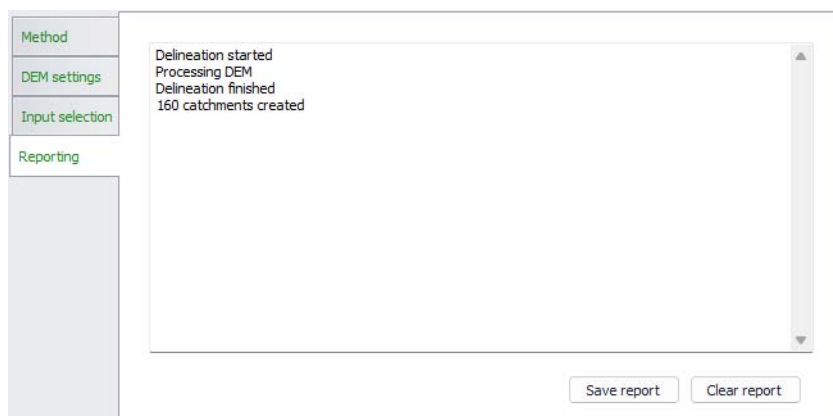 Method
DEM settings
Input selection
Reporting
Delineation started
Processing DEM
Delineation finished
160 catchments created
Save report
Clear report